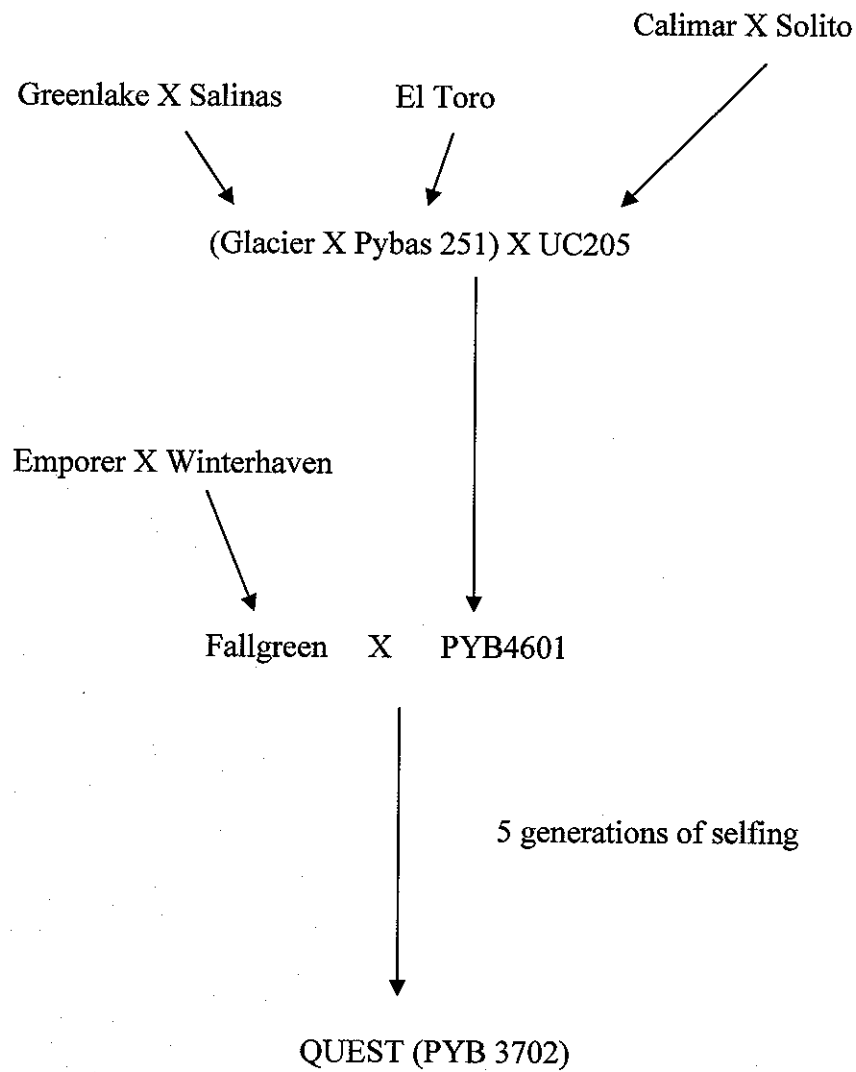 Calimar X Solito
Greenlake X Salinas
El Toro
(Glacier X Pybas 251) X UC205
Emporer X Winterhaven
Fallgreen X PYB4601
5 generations of selfing
QUEST (PYB 3702)